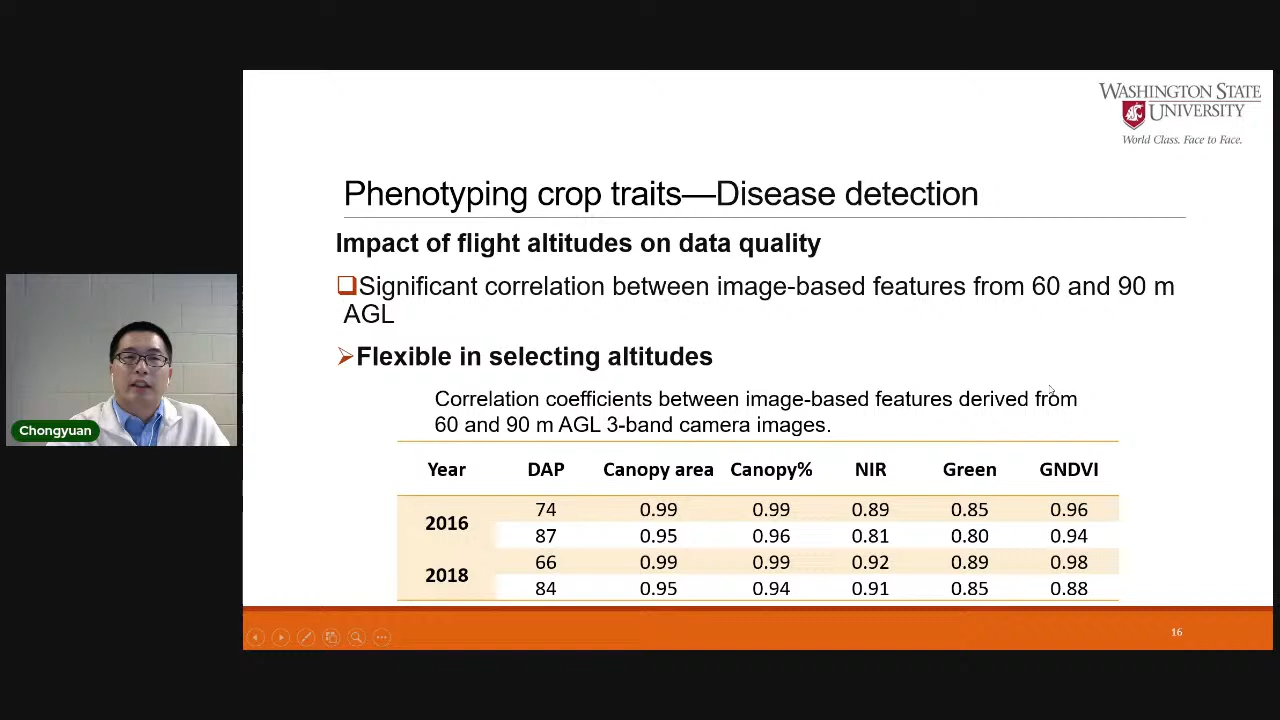 WASHINGTON STATE
UNIVERSITY
World Class. Face to Face.
Phenotyping crop traits—Disease detection
Impact of flight altitudes on data quality
Significant correlation between image-based features from 60 and 90 m
AGL
Flexible in selecting altitudes
Correlation coefficients between image-based features derived from
60 and 90 m AGL 3-band camera images.
Year DAP Canopy area Canopy% NIR Green GNDVI
2016
74 0.99 0.99 0.89 0.85 0.96
87 0.95 0.96 0.81 0.80 0.94
2018
66 0.99 0.99 0.92 0.89 0.98
84 0.95 0.94 0.91 0.85 0.88
16
Chongyuan